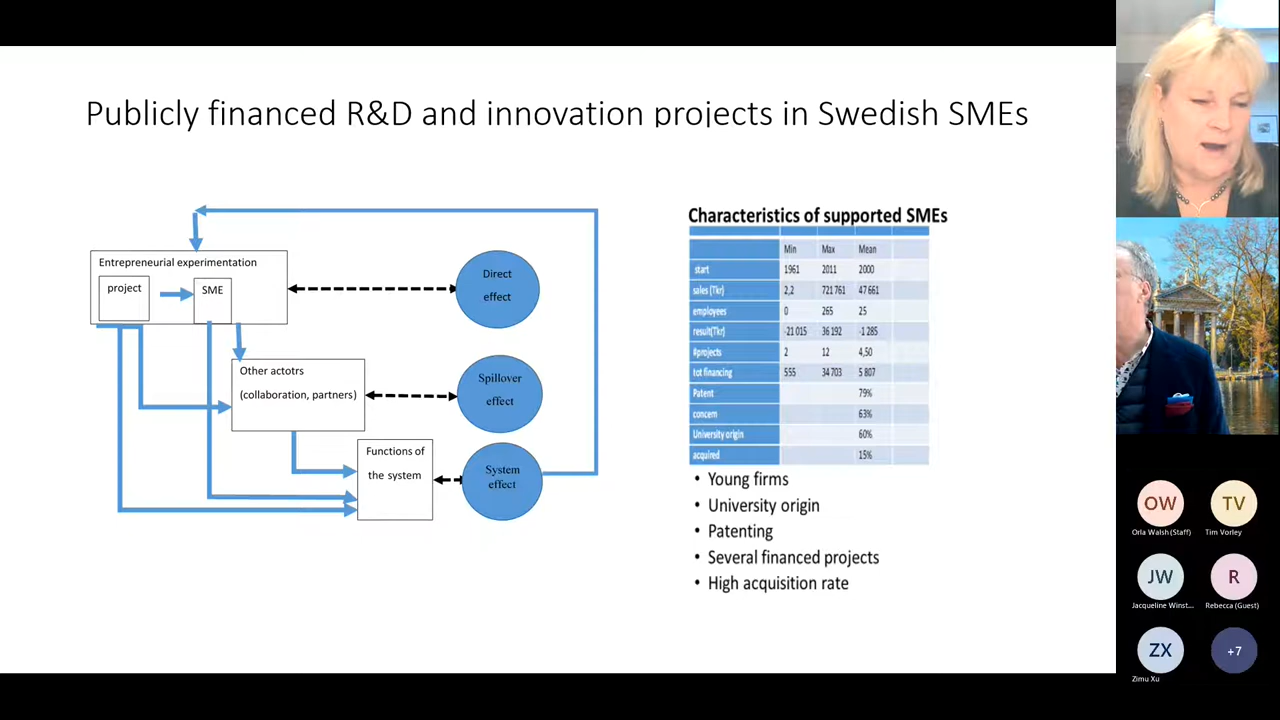 Publicly financed R&D and innovation projects in Swedish SMEs
Entrepreneurial experimentation
project
SME
Direct
effect
Other actotrs
(collaboration, partners)
Spillover
effect
Functions of
the system
System
effect
Characteristics of supported SMEs
Min Max Mean
start 1961 2011 2000
sales (Tkr) 2,2 721 761 47 661
employees 0 265 25
result(Tkr) -21 015 36 192 -1 285
#projects 2 12 4,50
tot financing 555 34 703 5 807
Patent 79%
concern 63%
University origin 60%
acquired 15%
• Young firms
• University origin
• Patenting
• Several financed projects
• High acquisition rate
OW TV
Orla Walsh (Staff) Tim Vorley
JW R
Jacqueline Winst... Rebecca (Guest)
ZX +7
Zimu Xu